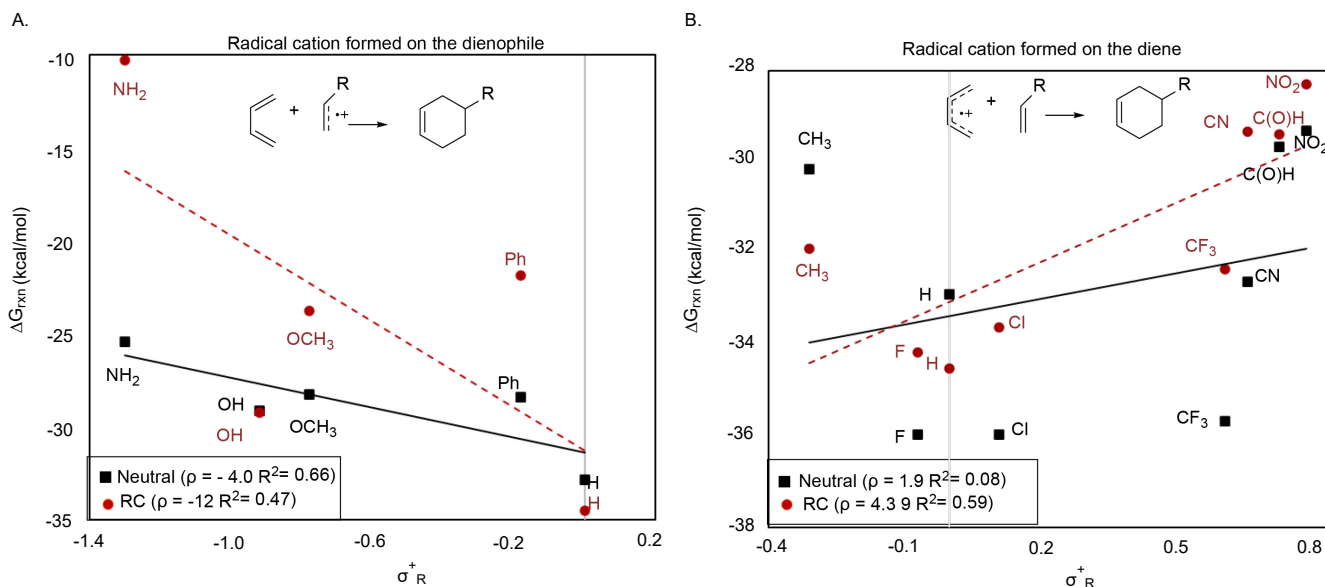 A.
Radical cation formed on the dienophile
-10
-15
-20
-25
-30
-35
ΔG_rxn (kcal/mol)
NH₂
R
+
•+
R
Ph
OCH₃
NH₂
Ph
OH
OCH₃
OH
H
H
Neutral (ρ = - 4.0 R²= 0.66)
RC (ρ = -12 R²= 0.47)
-1.4
-1.0
-0.6
-0.2
0.2
σ⁺_R
B.
Radical cation formed on the diene
-28
-30
-32
-34
-36
-38
ΔG_rxn (kcal/mol)
R
+
•+
R
NO₂
CN
C(O)H
NO₂
C(O)H
CH₃
CH₃
CF₃
CN
H
Cl
F
H
F
Cl
CF₃
Neutral (ρ = 1.9 R²= 0.08)
RC (ρ = 4.3 9 R²= 0.59)
-0.4
-0.1
0.2
0.5
0.8
σ⁺_R